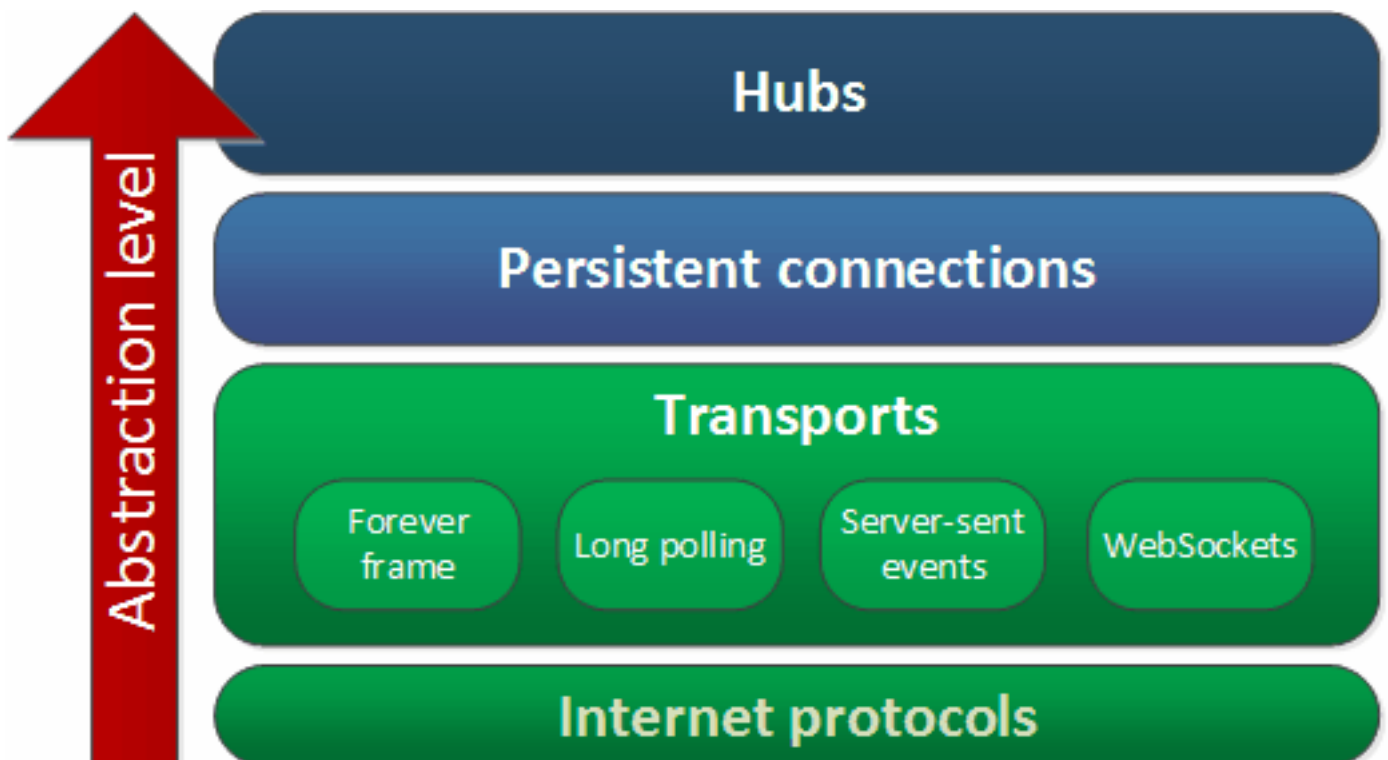 Abstraction level
Hubs
Persistent connections
Transports
Forever
frame
Long polling
Server-sent
events
WebSockets
Internet protocols